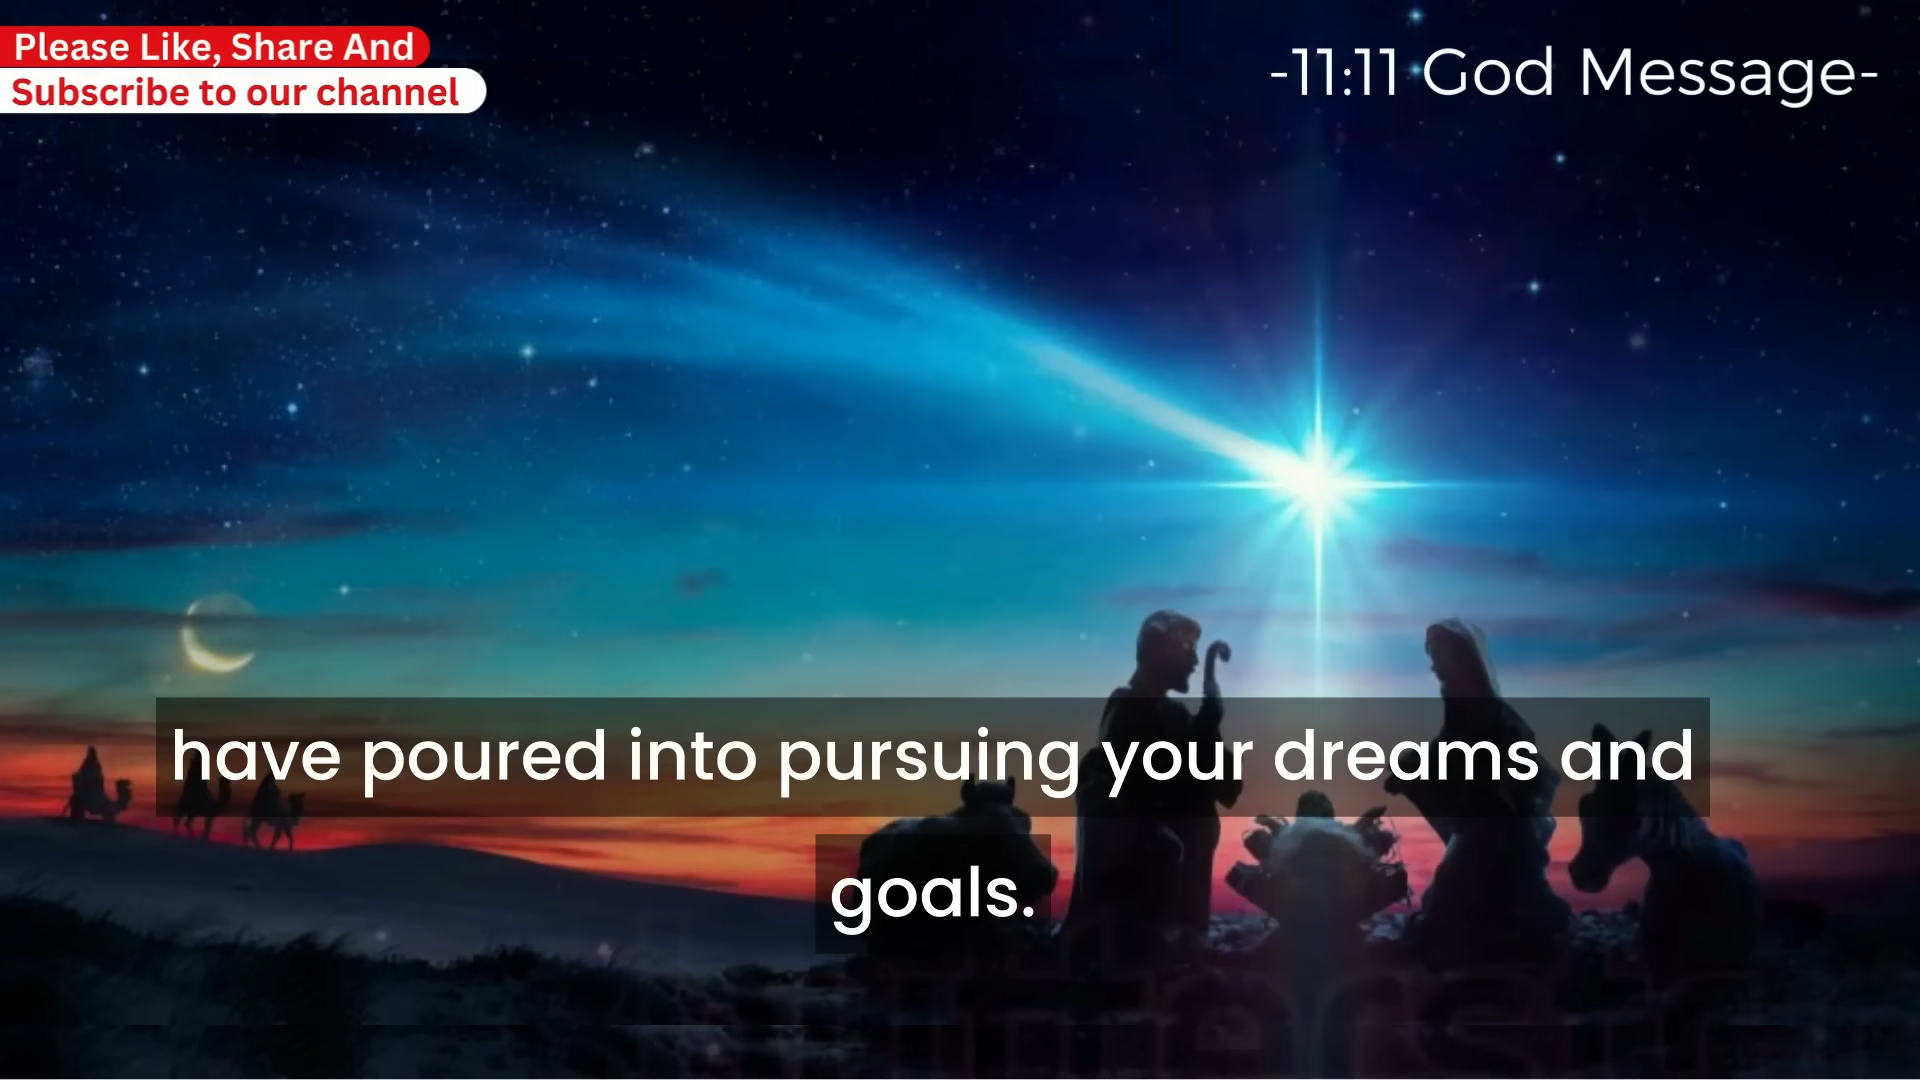 Please Like, Share And
Subscribe to our channel
-11:11 God Message-
have poured into pursuing your dreams and
goals.